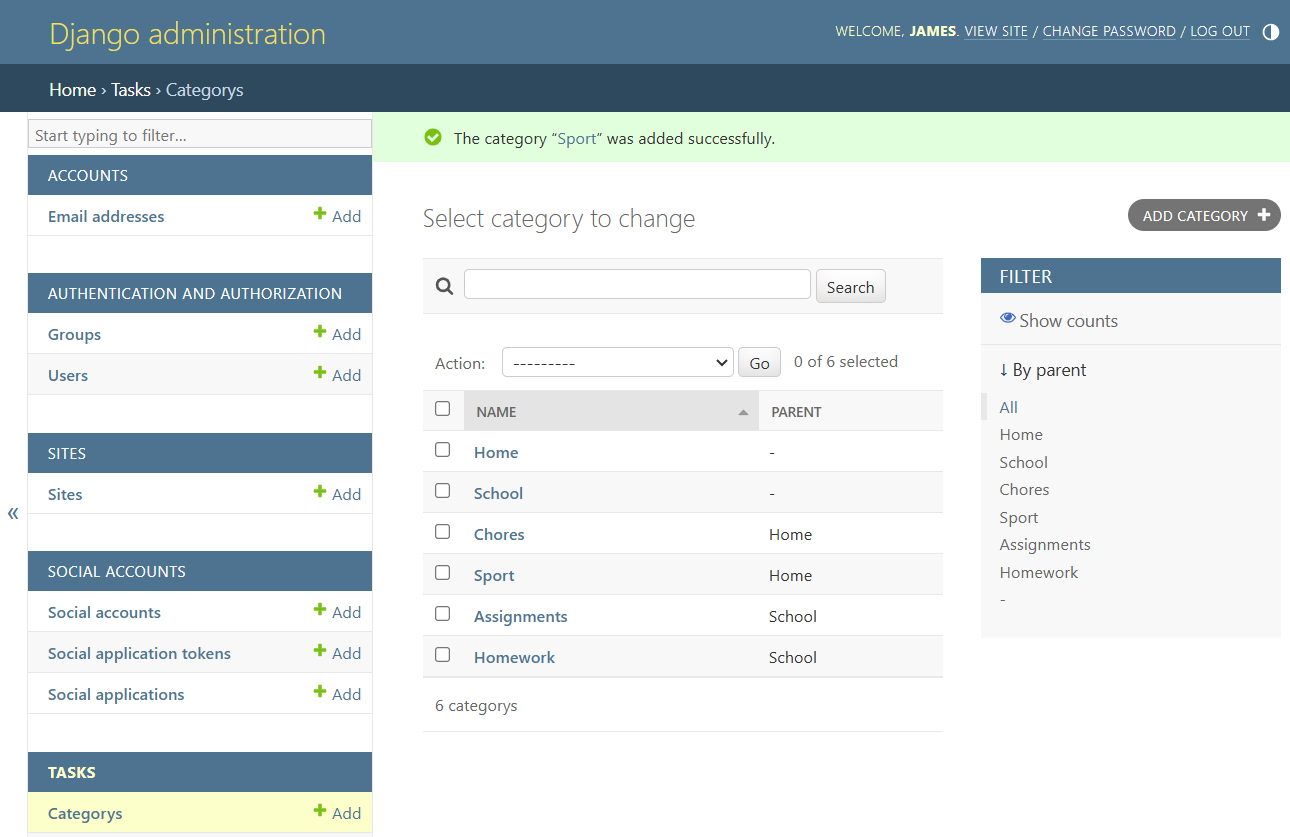 Django administration
WELCOME, JAMES. VIEW SITE / CHANGE PASSWORD / LOG OUT
Home › Tasks › Categorys
Start typing to filter...
ACCOUNTS
Email addresses Add
AUTHENTICATION AND AUTHORIZATION
Groups Add
Users Add
SITES
Sites Add
«
SOCIAL ACCOUNTS
Social accounts Add
Social application tokens Add
Social applications Add
TASKS
Categorys Add
The category “Sport” was added successfully.
Select category to change
ADD CATEGORY
Search
Action: --------- Go 0 of 6 selected
NAME PARENT
Home -
School -
Chores Home
Sport Home
Assignments School
Homework School
6 categorys
FILTER
Show counts
↓ By parent
All
Home
School
Chores
Sport
Assignments
Homework
-